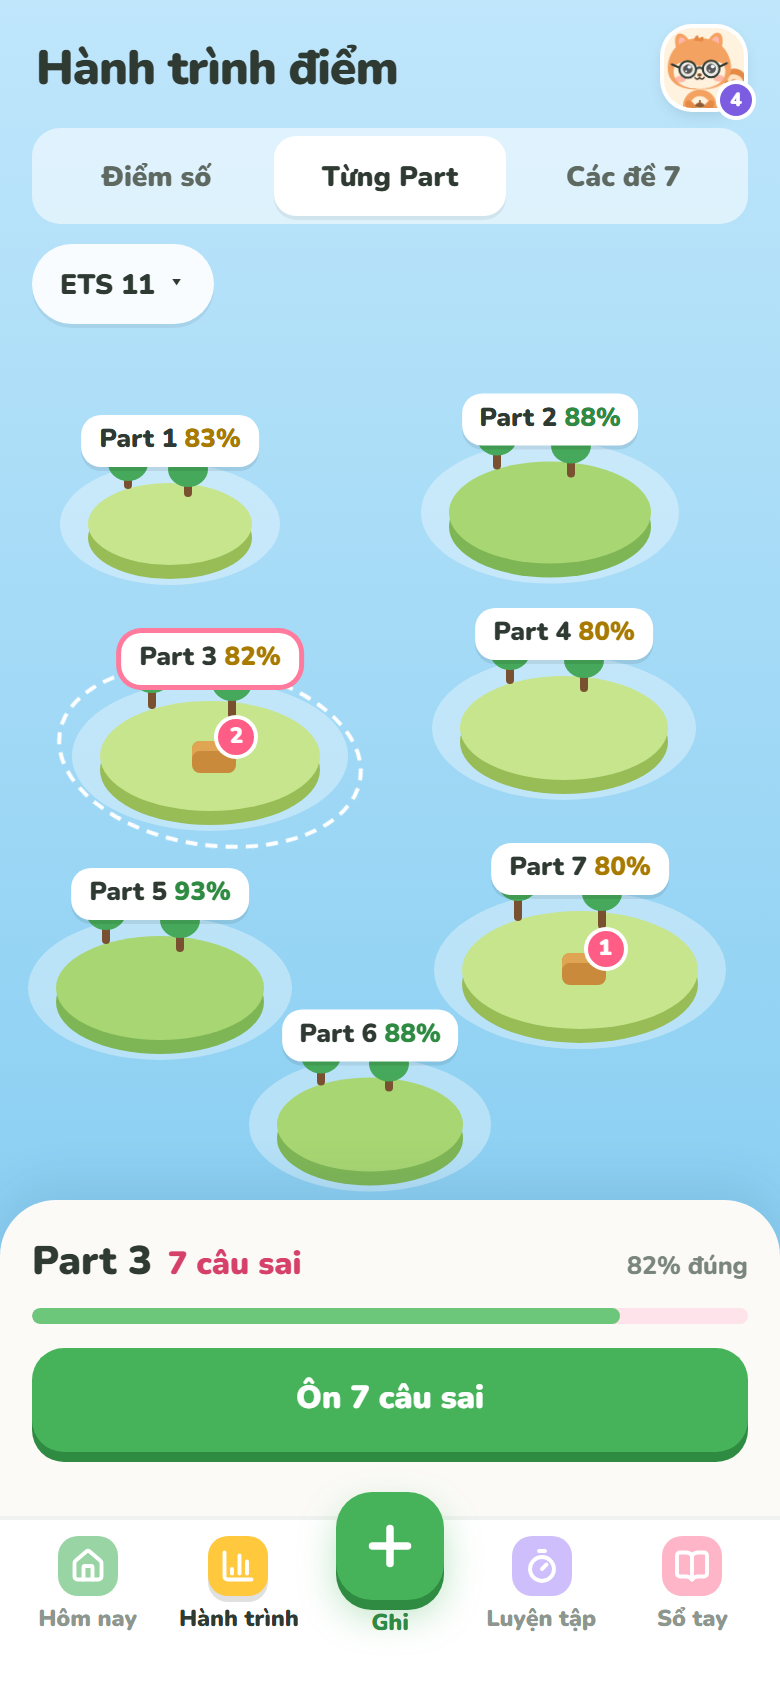 Hành trình điểm
4
Điểm số
Từng Part
Các đề 7
ETS 11
Part 1 83%
Part 2 88%
Part 3 82%
2
Part 4 80%
Part 5 93%
Part 7 80%
1
Part 6 88%
Part 3 7 câu sai
82% đúng
Ôn 7 câu sai
Hôm nay
Hành trình
Ghi
Luyện tập
Sổ tay